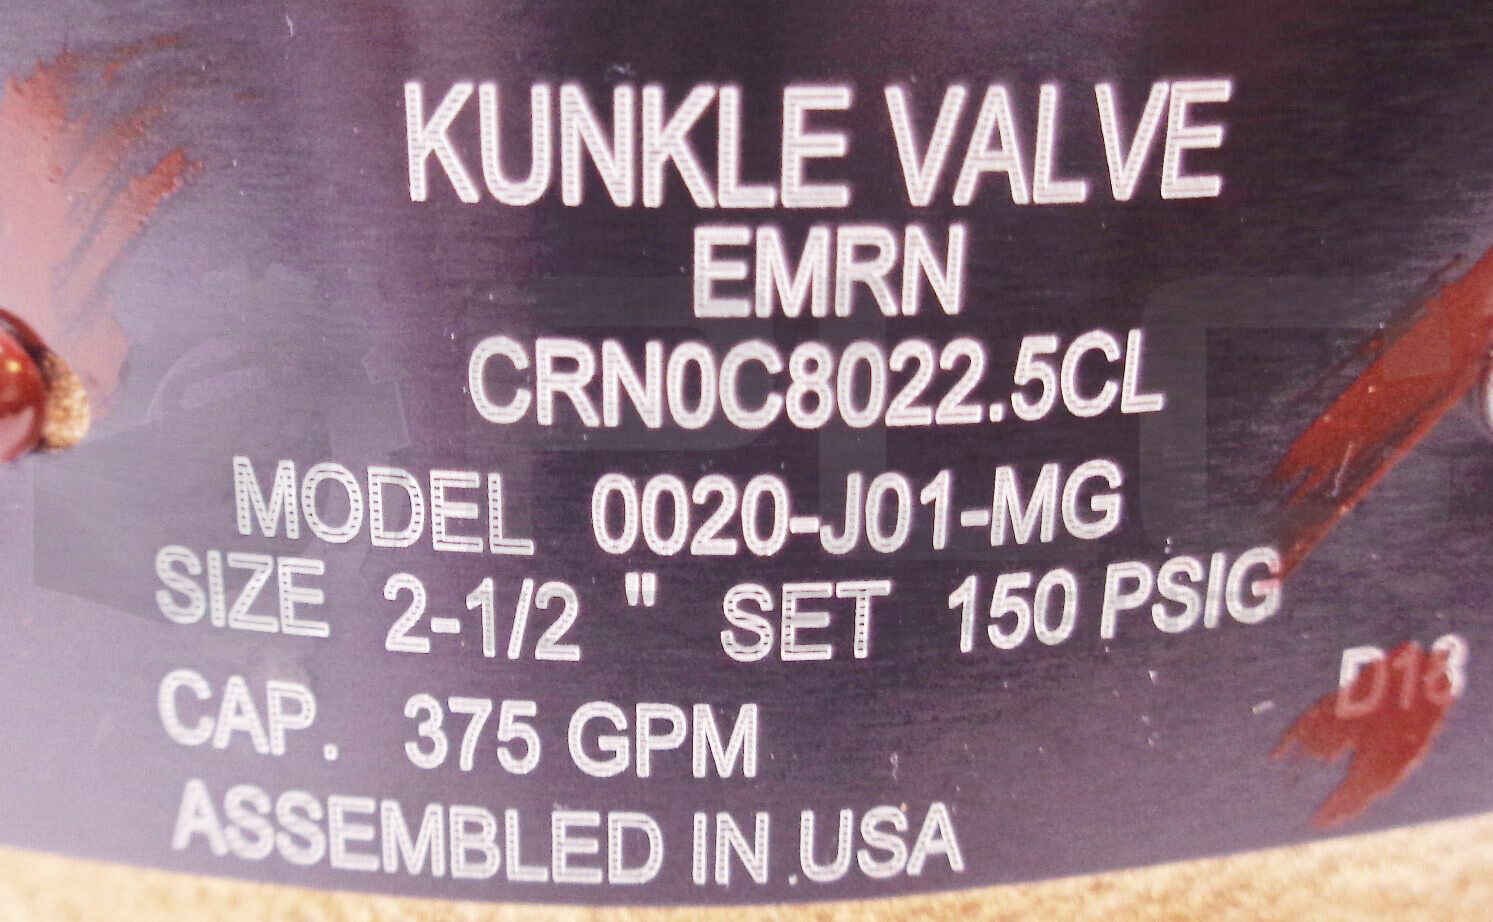 KUNKLE VALVE
EMRN
CRN0C8022.5CL
MODEL 0020-J01-MG
SIZE 2-1/2 " SET 150 PSIG
D18
CAP. 375 GPM
ASSEMBLED IN USA